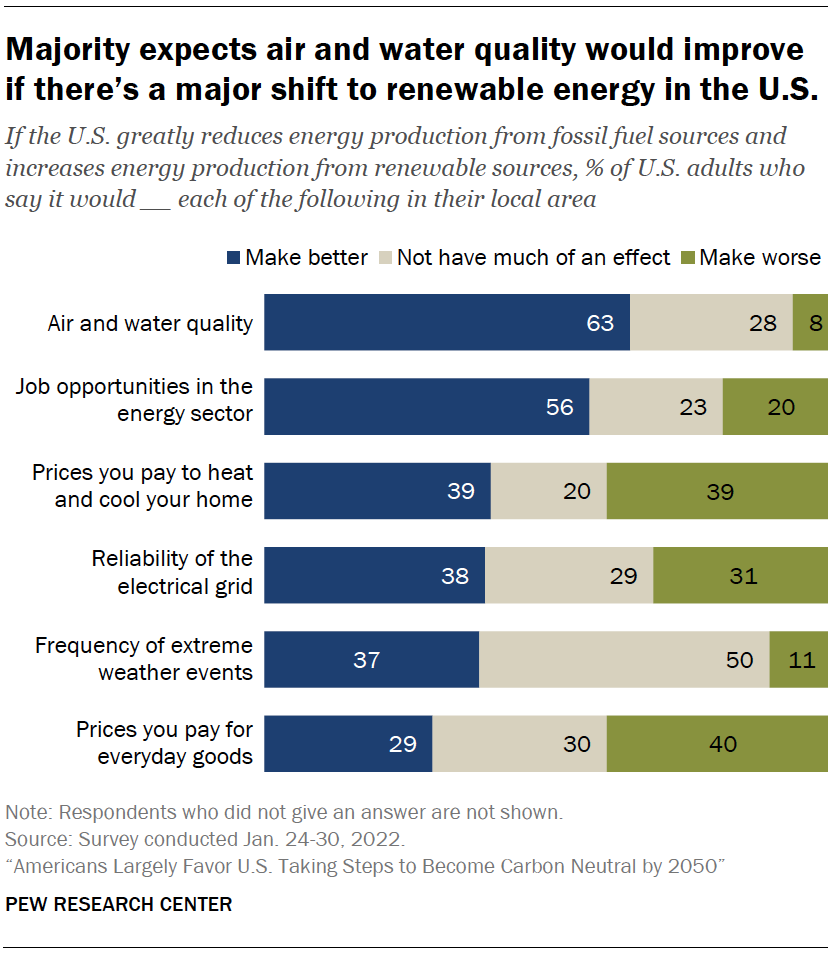 Majority expects air and water quality would improve
if there’s a major shift to renewable energy in the U.S.
If the U.S. greatly reduces energy production from fossil fuel sources and
increases energy production from renewable sources, % of U.S. adults who
say it would __ each of the following in their local area
Make better Not have much of an effect Make worse
Air and water quality 63 28 8
Job opportunities in the
energy sector 56 23 20
Prices you pay to heat
and cool your home 39 20 39
Reliability of the
electrical grid 38 29 31
Frequency of extreme
weather events 37 50 11
Prices you pay for
everyday goods 29 30 40
Note: Respondents who did not give an answer are not shown.
Source: Survey conducted Jan. 24-30, 2022.
“Americans Largely Favor U.S. Taking Steps to Become Carbon Neutral by 2050”
PEW RESEARCH CENTER